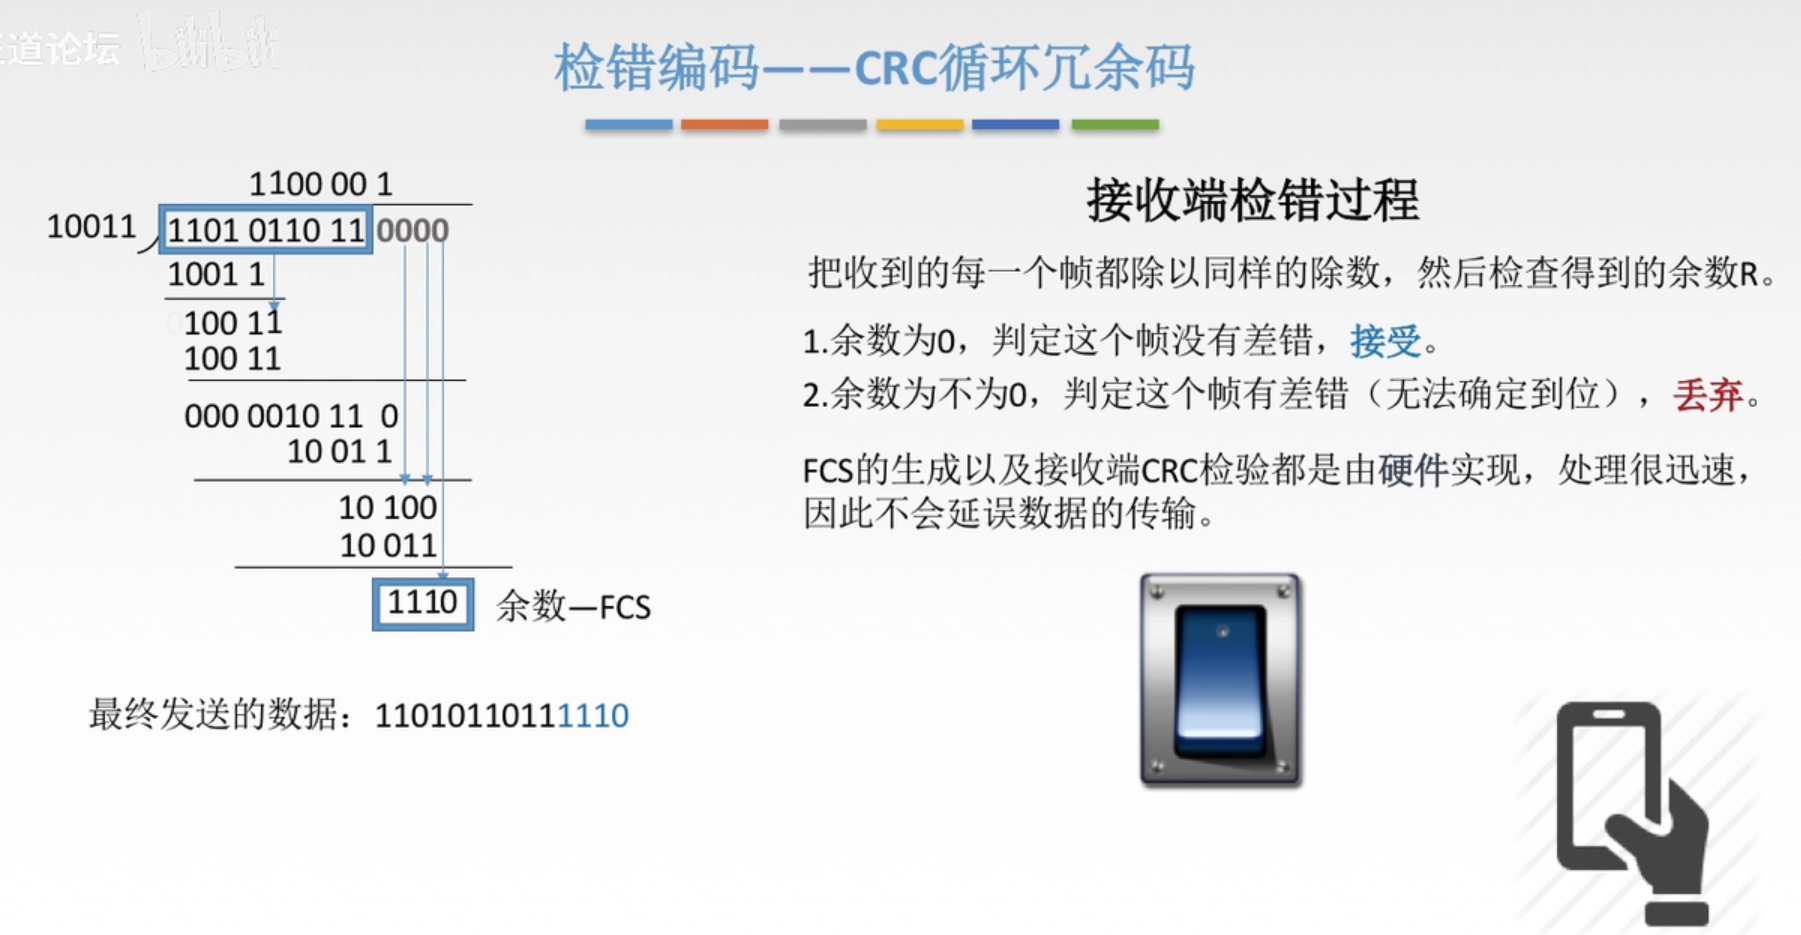 王道论坛 bilibili
检错编码——CRC循环冗余码
1100 00 1
10011
1101 0110 11 0000
1001 1
100 11
100 11
000 0010 11 0
10 01 1
10 100
10 011
1110 余数—FCS
最终发送的数据：11010110111110
接收端检错过程
把收到的每一个帧都除以同样的除数，然后检查得到的余数R。
1.余数为0，判定这个帧没有差错，接受。
2.余数为不为0，判定这个帧有差错（无法确定到位），丢弃。
FCS的生成以及接收端CRC检验都是由硬件实现，处理很迅速，
因此不会延误数据的传输。